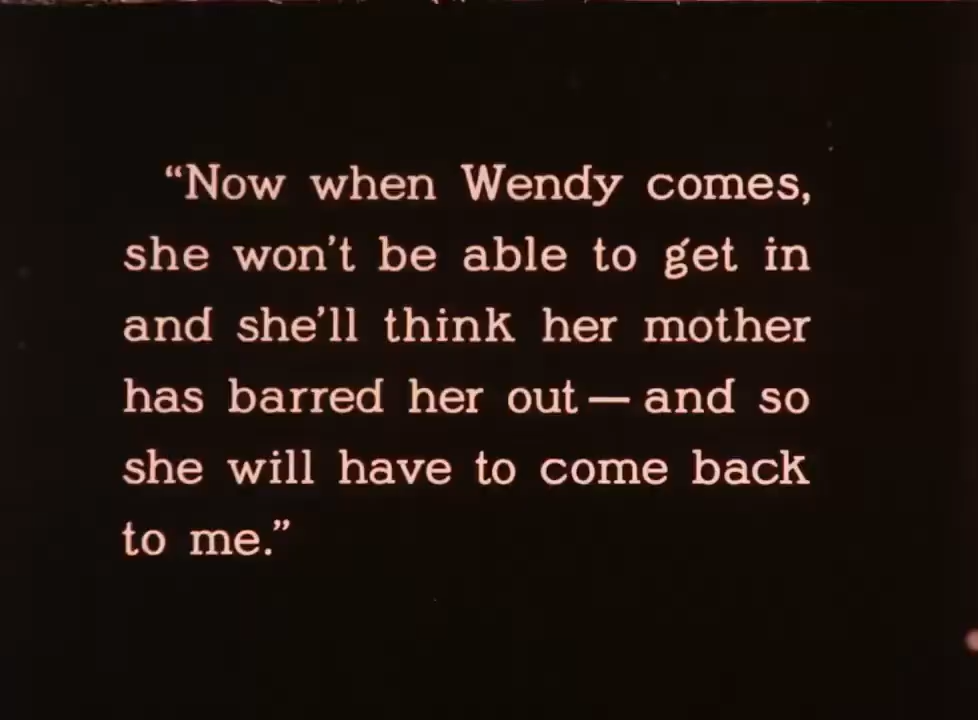 “Now when Wendy comes,
she won't be able to get in
and she'll think her mother
has barred her out — and so
she will have to come back
to me.”